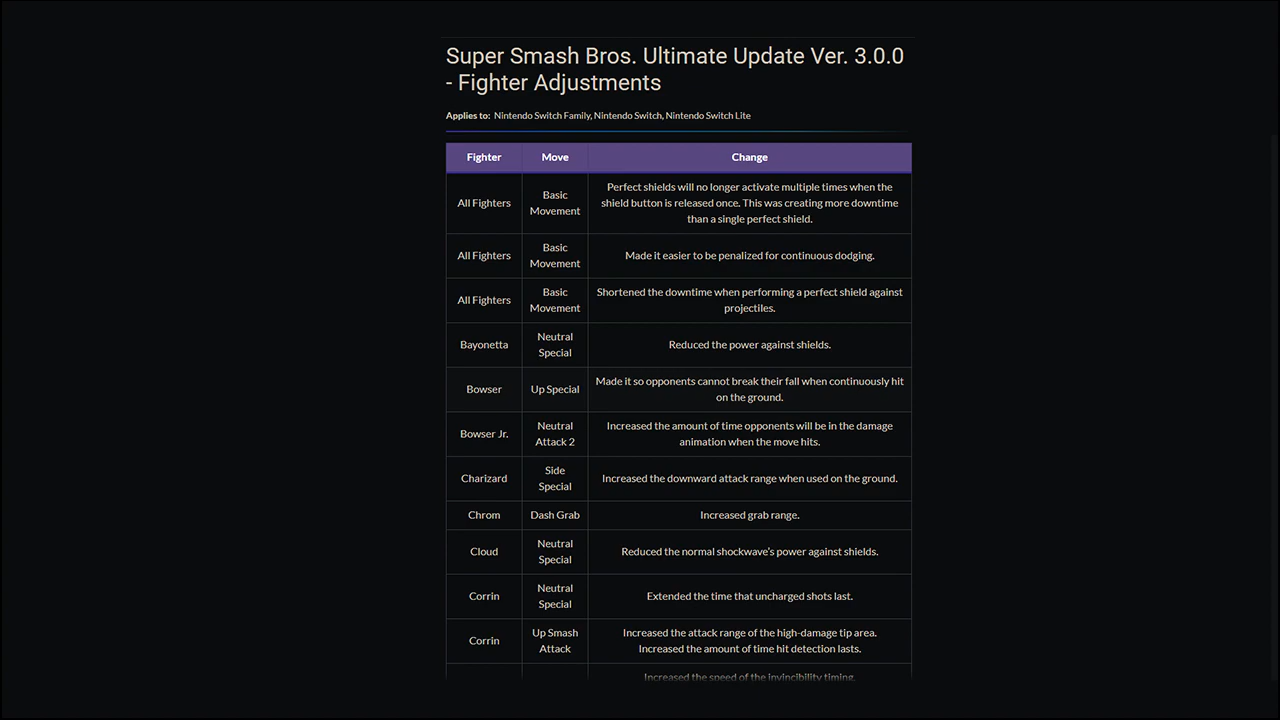 Super Smash Bros. Ultimate Update Ver. 3.0.0
- Fighter Adjustments
Applies to: Nintendo Switch Family, Nintendo Switch, Nintendo Switch Lite
Fighter Move Change
All Fighters
Basic
Movement
Perfect shields will no longer activate multiple times when the
shield button is released once. This was creating more downtime
than a single perfect shield.
All Fighters
Basic
Movement
Made it easier to be penalized for continuous dodging.
All Fighters
Basic
Movement
Shortened the downtime when performing a perfect shield against
projectiles.
Bayonetta
Neutral
Special
Reduced the power against shields.
Bowser
Up Special
Made it so opponents cannot break their fall when continuously hit
on the ground.
Bowser Jr.
Neutral
Attack 2
Increased the amount of time opponents will be in the damage
animation when the move hits.
Charizard
Side
Special
Increased the downward attack range when used on the ground.
Chrom
Dash Grab
Increased grab range.
Cloud
Neutral
Special
Reduced the normal shockwave's power against shields.
Corrin
Neutral
Special
Extended the time that uncharged shots last.
Corrin
Up Smash
Attack
Increased the attack range of the high-damage tip area.
Increased the amount of time hit detection lasts.
Increased the speed of the invincibility timing.